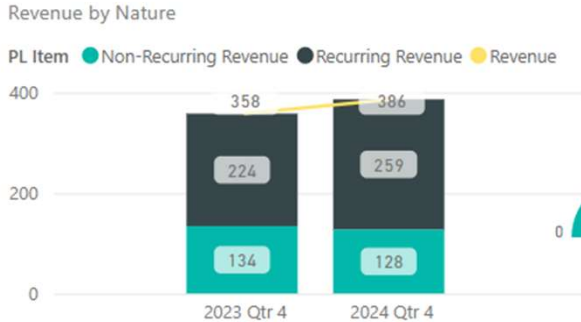 Revenue by Nature
PL Item Non-Recurring Revenue Recurring Revenue Revenue
400
358
386
224
259
200
0
134
128
0
2023 Qtr 4
2024 Qtr 4